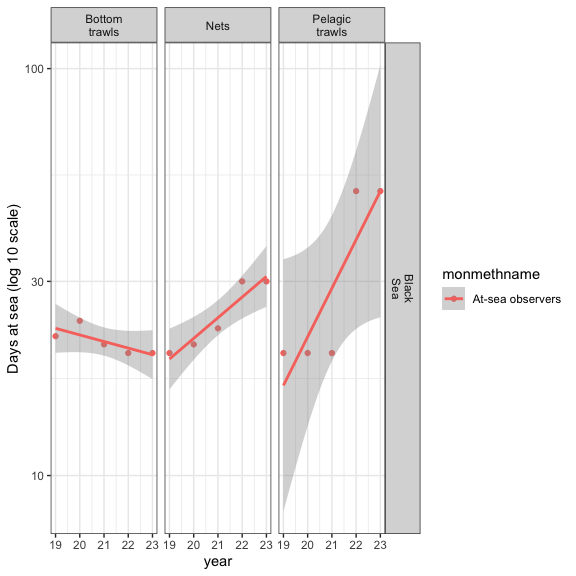 Bottom
trawls
Nets
Pelagic
trawls
Black
Sea
Days at sea (log 10 scale)
100
30
10
19 20 21 22 23
19 20 21 22 23
19 20 21 22 23
year
monmethname
At-sea observers